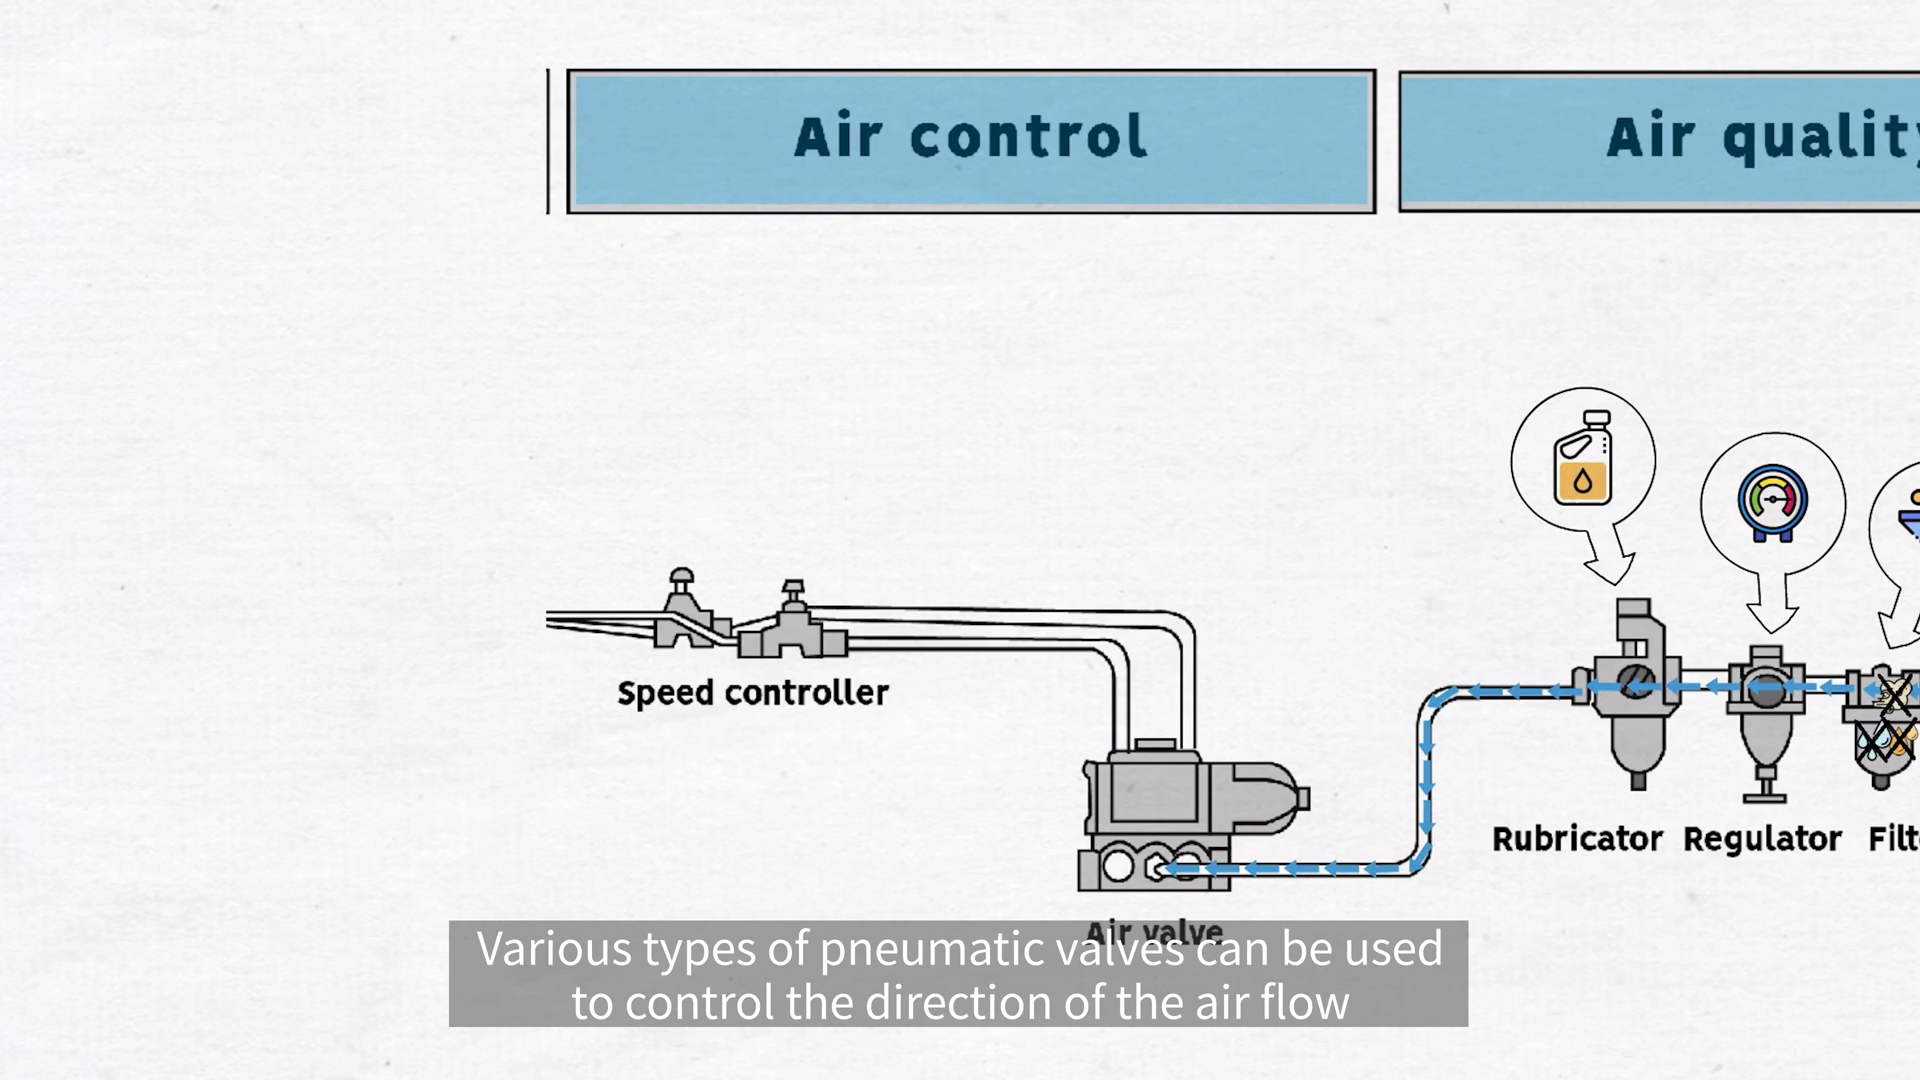 Air control
Air quality
Speed controller
Rubricator
Regulator
Filt
Air valve
Various types of pneumatic valves can be used
to control the direction of the air flow